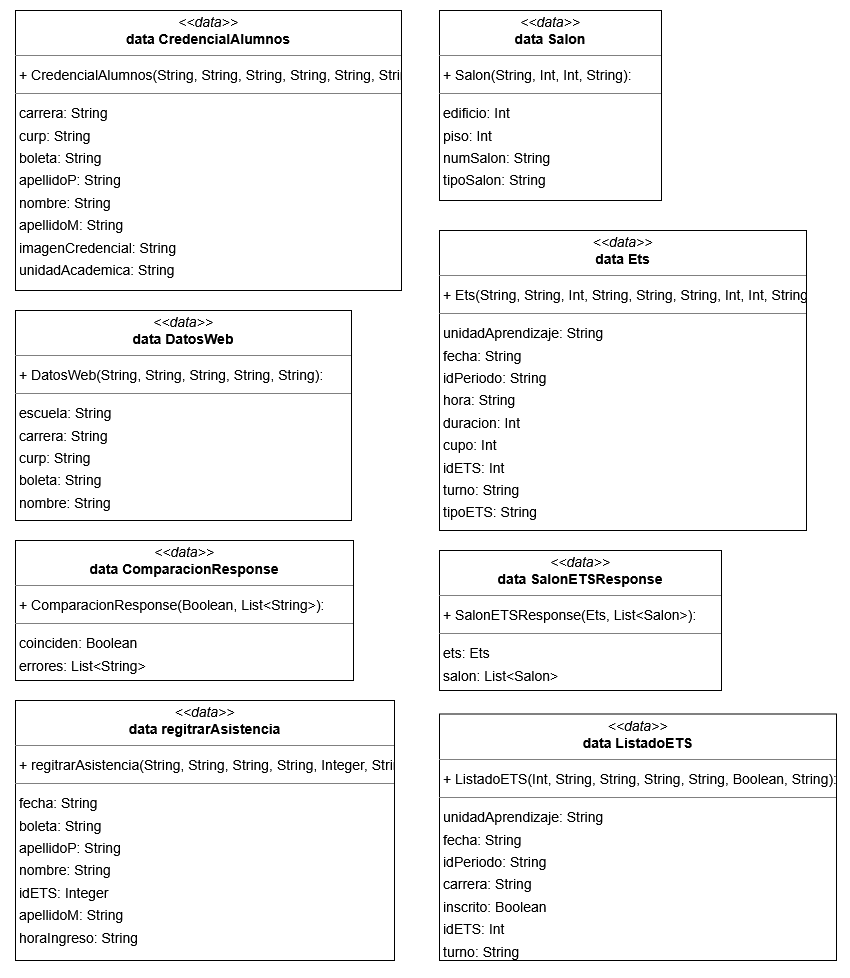 <<data>>
data CredencialAlumnos
+ CredencialAlumnos(String, String, String, String, String, Stri
carrera: String
curp: String
boleta: String
apellidoP: String
nombre: String
apellidoM: String
imagenCredencial: String
unidadAcademica: String
<<data>>
data DatosWeb
+ DatosWeb(String, String, String, String, String):
escuela: String
carrera: String
curp: String
boleta: String
nombre: String
<<data>>
data ComparacionResponse
+ ComparacionResponse(Boolean, List<String>):
coinciden: Boolean
errores: List<String>
<<data>>
data regitrarAsistencia
+ regitrarAsistencia(String, String, String, String, Integer, Stri
fecha: String
boleta: String
apellidoP: String
nombre: String
idETS: Integer
apellidoM: String
horaIngreso: String
<<data>>
data Salon
+ Salon(String, Int, Int, String):
edificio: Int
piso: Int
numSalon: String
tipoSalon: String
<<data>>
data Ets
+ Ets(String, String, Int, String, String, String, Int, Int, String
unidadAprendizaje: String
fecha: String
idPeriodo: String
hora: String
duracion: Int
cupo: Int
idETS: Int
turno: String
tipoETS: String
<<data>>
data SalonETSResponse
+ SalonETSResponse(Ets, List<Salon>):
ets: Ets
salon: List<Salon>
<<data>>
data ListadoETS
+ ListadoETS(Int, String, String, String, String, Boolean, String):
unidadAprendizaje: String
fecha: String
idPeriodo: String
carrera: String
inscrito: Boolean
idETS: Int
turno: String